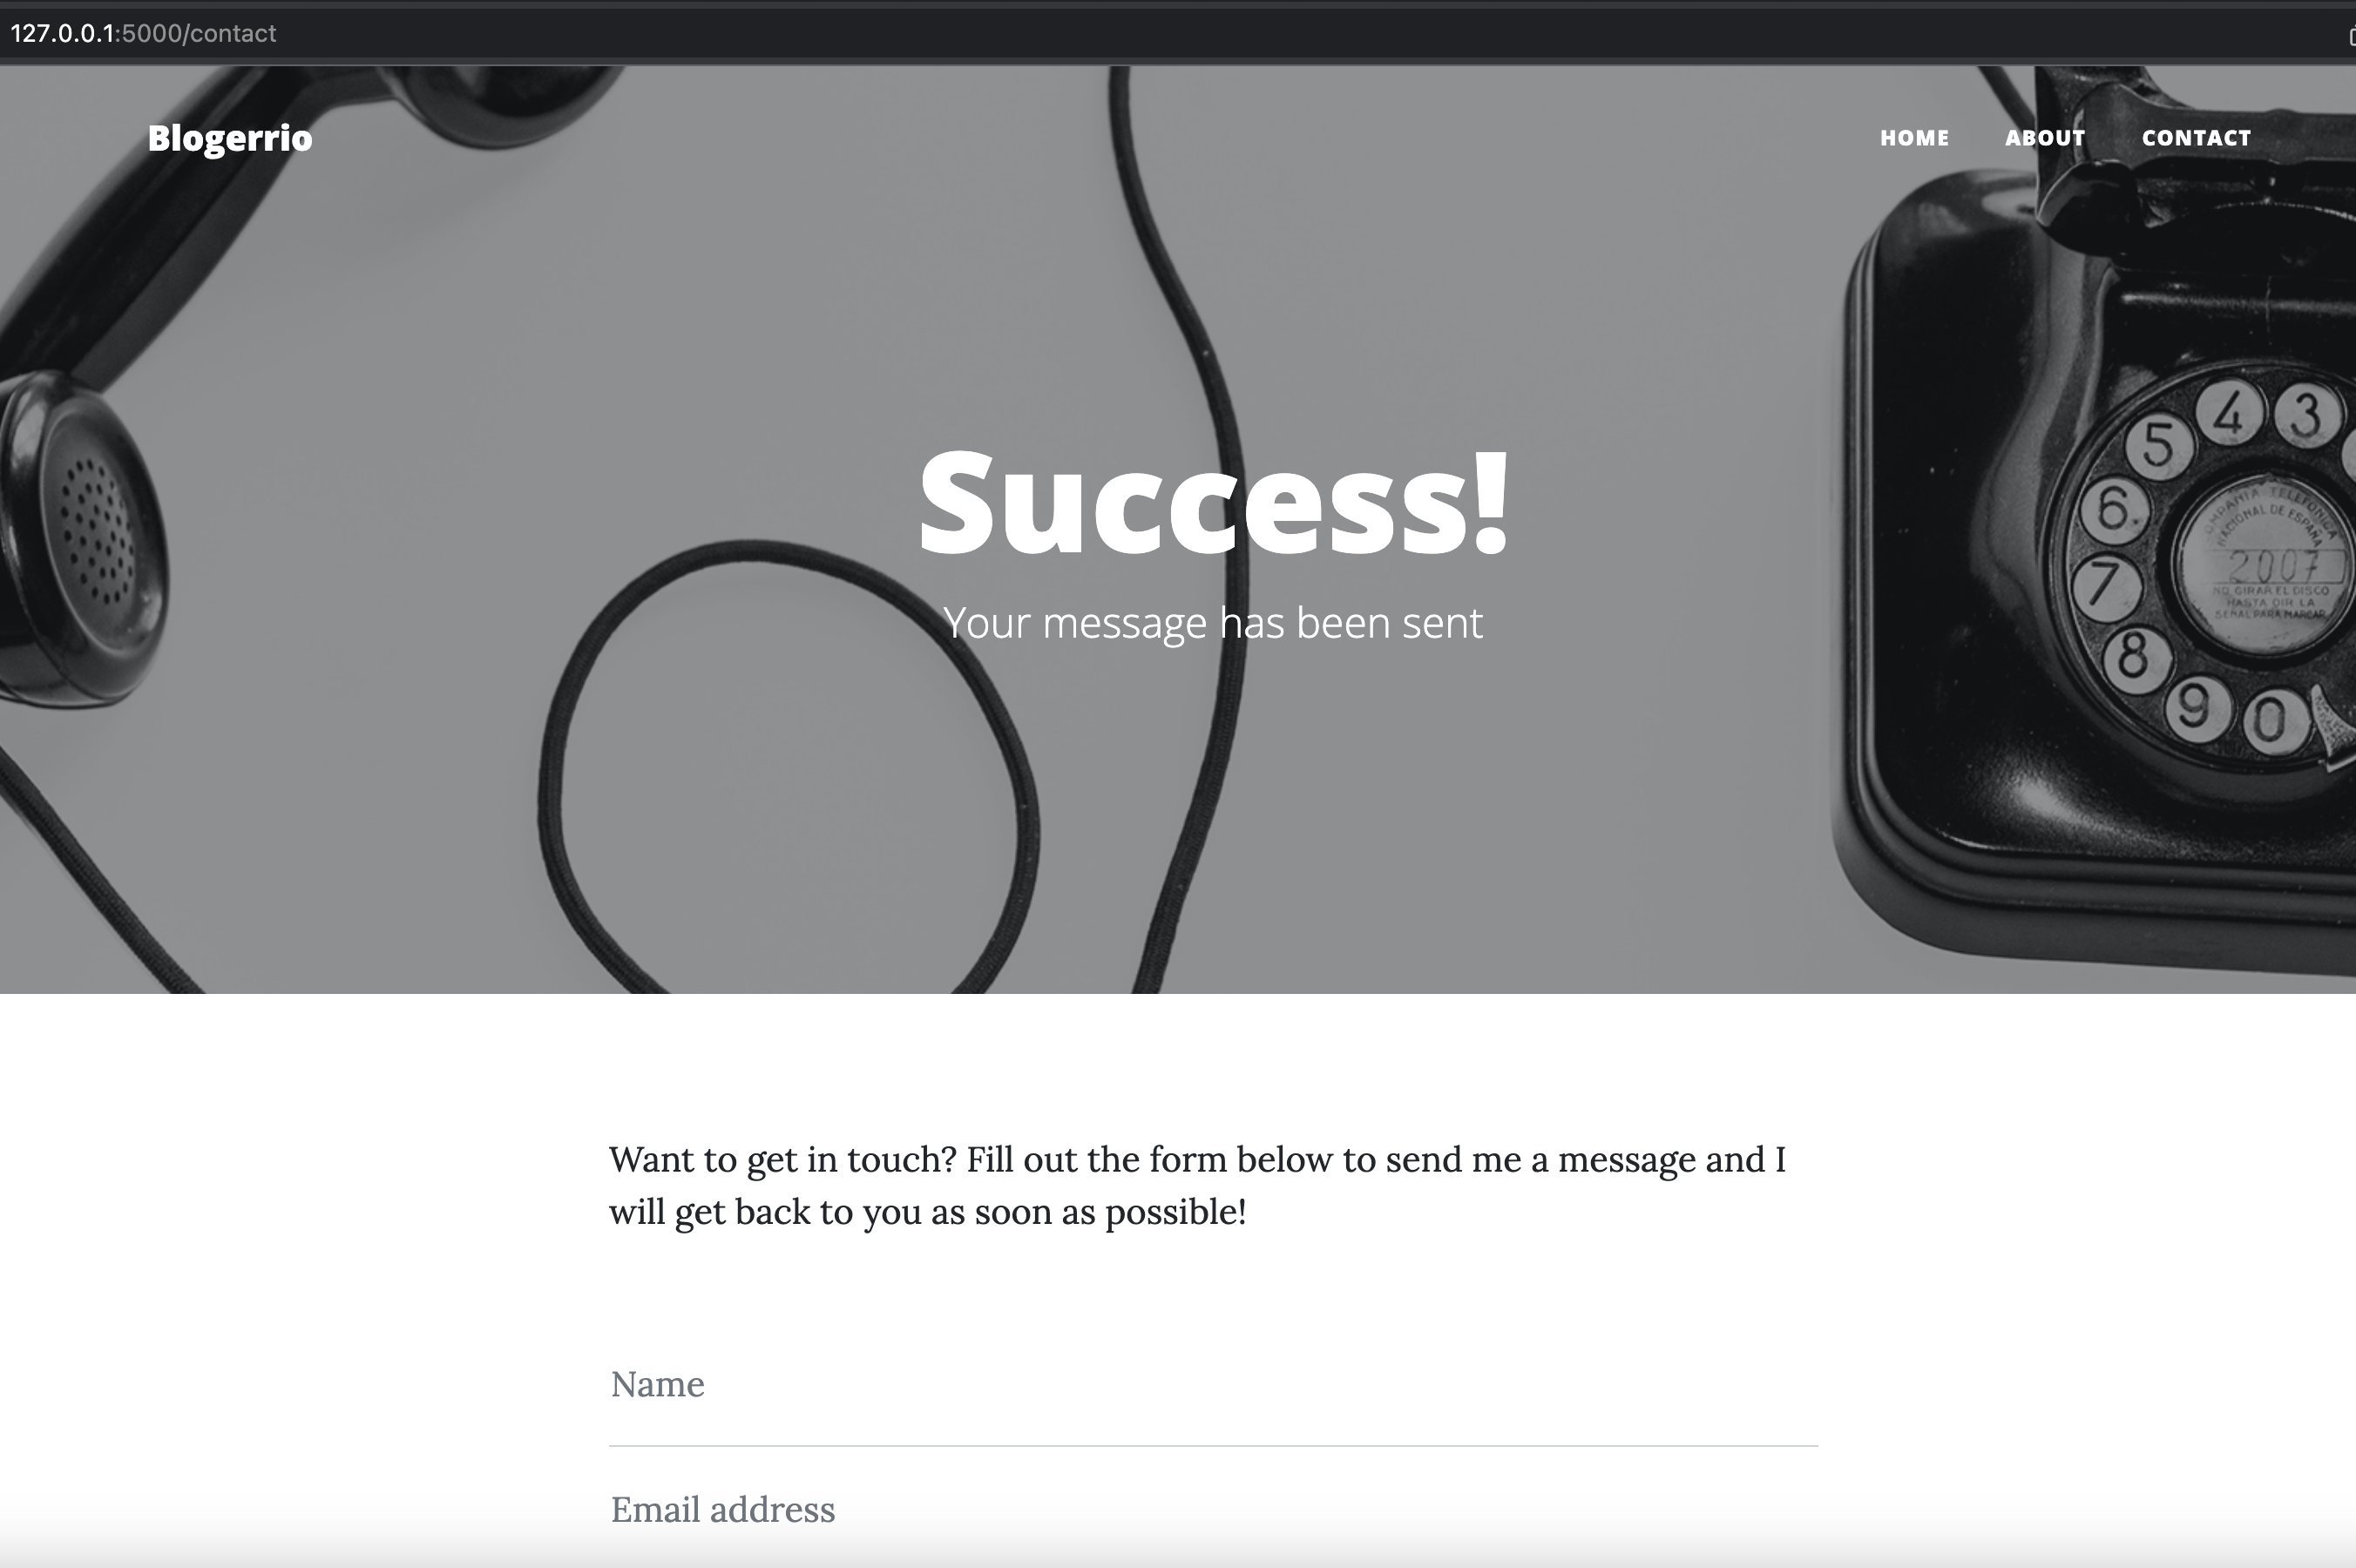 127.0.0.1:5000/contact
Blogerrio
HOME ABOUT CONTACT
4 3
5
6
7
8
9 0
NACIONAL DE ESPAÑA
2007
NO GIRAR EL DISCO
HASTA OIR LA
SEÑAL PARA MARCAR
Success!
Your message has been sent
Want to get in touch? Fill out the form below to send me a message and I
will get back to you as soon as possible!
Name
Email address